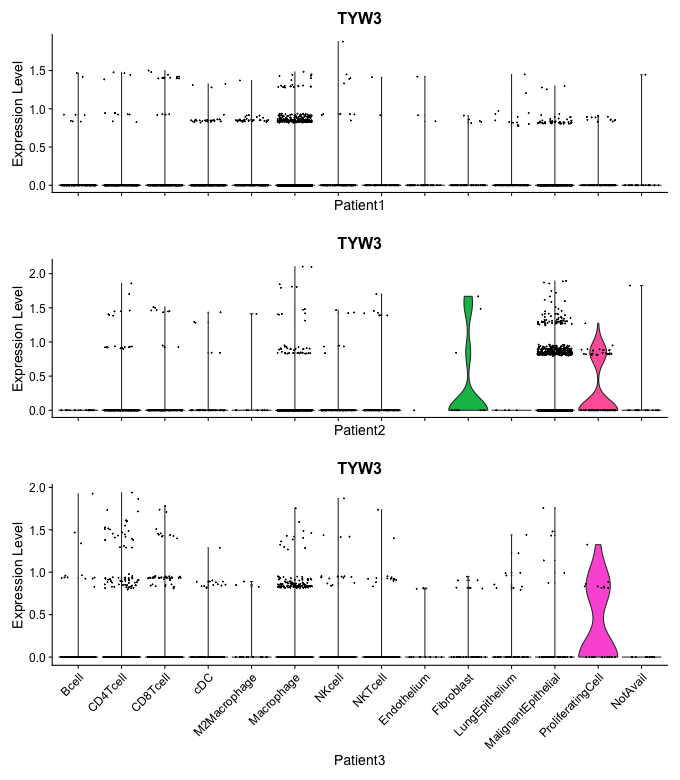 TYW3
Expression Level
1.5
1.0
0.5
0.0
Patient1
TYW3
Expression Level
2.0
1.5
1.0
0.5
0.0
Patient2
TYW3
Expression Level
2.0
1.5
1.0
0.5
0.0
Bcell
CD4Tcell
CD8Tcell
cDC
M2Macrophage
Macrophage
NKcell
NKTcell
Endothelium
Fibroblast
LungEpithelium
MalignantEpithelial
ProliferatingCell
NotAvail
Patient3